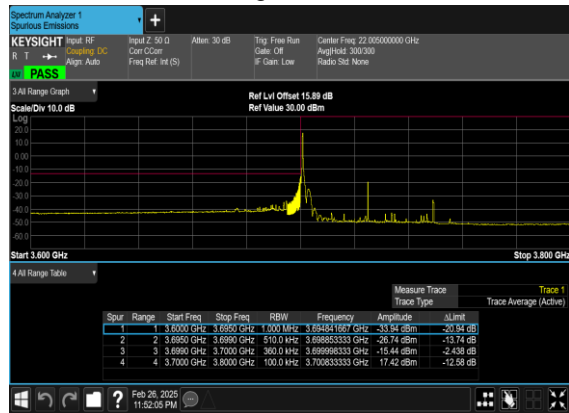 Spectrum Analyzer 1
Spurious Emissions
KEYSIGHT Input: RF Input Z: 50 Ω Atten: 30 dB Trig: Free Run Center Freq: 22.005000000 GHz
R T Coupling: DC Corr CCorr Gate: Off Avg|Hold: 300/300
Align: Auto Freq Ref: Int (S) IF Gain: Low Radio Std: None
PASS
3 All Range Graph
Ref Lvl Offset 15.89 dB
Scale/Div 10.0 dB Ref Value 30.00 dBm
Log
20.0
10.0
0.00
-10.0
-20.0
-30.0
-40.0
-50.0
-60.0
Start 3.600 GHz Stop 3.800 GHz
4 All Range Table
Measure Trace Trace 1
Trace Type Trace Average (Active)
Spur Range Start Freq Stop Freq RBW Frequency Amplitude ΔLimit
1 1 3.6000 GHz 3.6950 GHz 1.000 MHz 3.694841667 GHz -33.94 dBm -20.94 dB
2 2 3.6950 GHz 3.6990 GHz 510.0 kHz 3.698853333 GHz -26.74 dBm -13.74 dB
3 3 3.6990 GHz 3.7000 GHz 360.0 kHz 3.699998333 GHz -15.44 dBm -2.438 dB
4 4 3.7000 GHz 3.8000 GHz 100.0 kHz 3.700833333 GHz 17.42 dBm -12.58 dB
Feb 26, 2025
11:52:05 PM